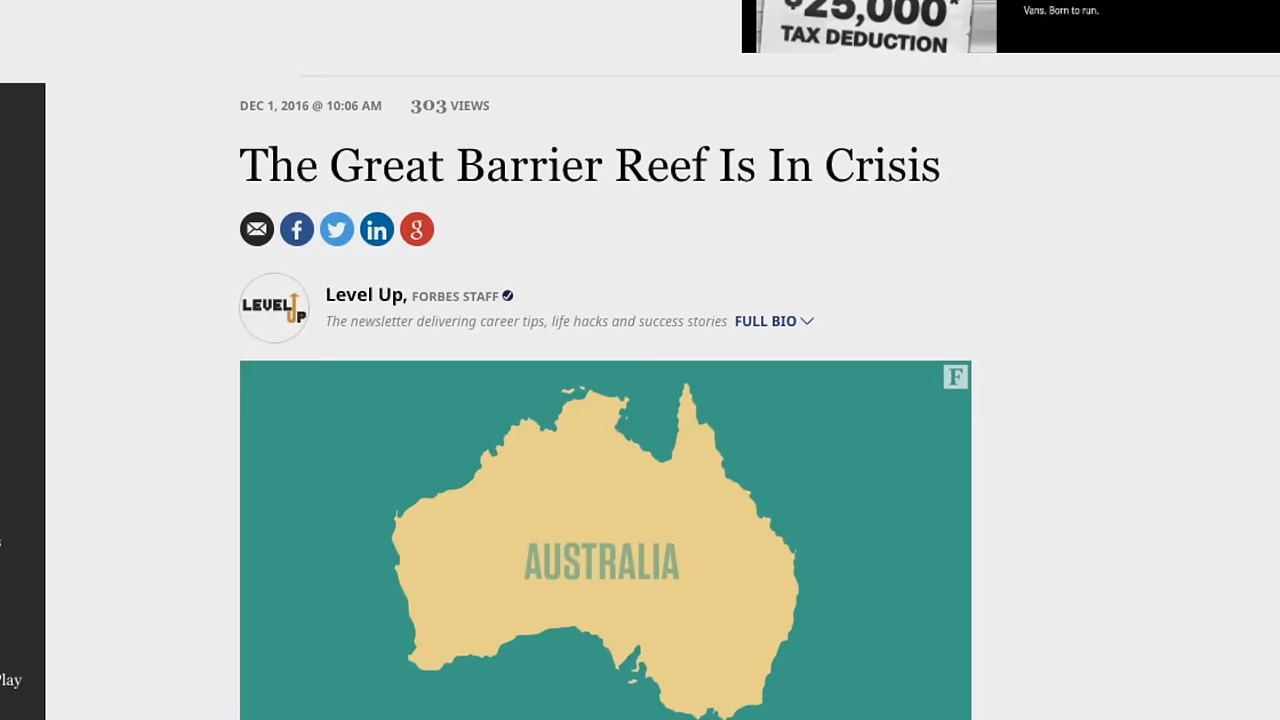 $25,000*
TAX DEDUCTION
Vans. Born to run.
DEC 1, 2016 @ 10:06 AM 303 VIEWS
The Great Barrier Reef Is In Crisis
LEVEL UP
Level Up, FORBES STAFF
The newsletter delivering career tips, life hacks and success stories FULL BIO
F
AUSTRALIA
Play